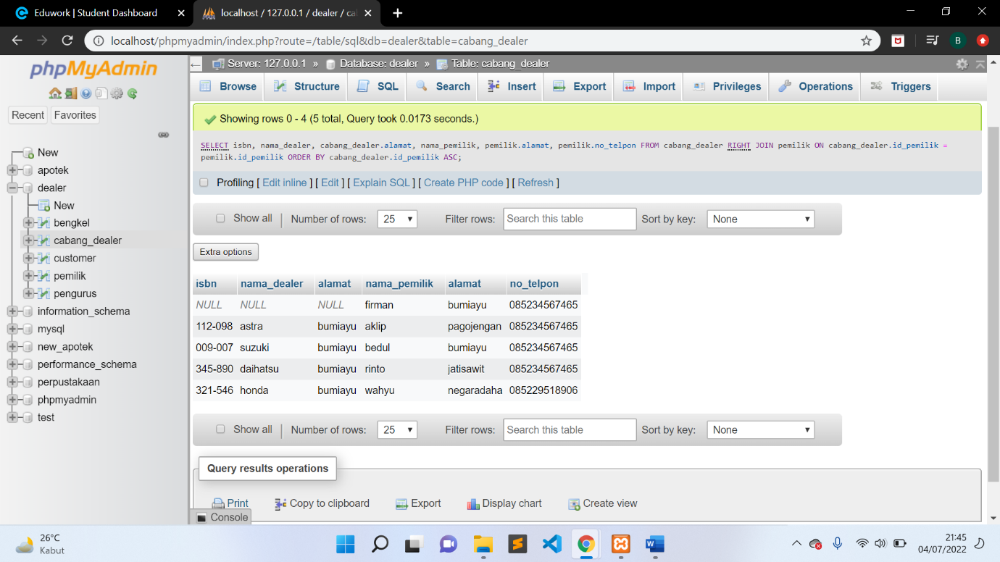 Eduwork | Student Dashboard
localhost / 127.0.0.1 / dealer / ca
localhost/phpmyadmin/index.php?route=/table/sql&db=dealer&table=cabang_dealer
B
phpMyAdmin
Recent Favorites
New
apotek
dealer
New
bengkel
cabang_dealer
customer
pemilik
pengurus
information_schema
mysql
new_apotek
performance_schema
perpustakaan
phpmyadmin
test
Server: 127.0.0.1 » Database: dealer » Table: cabang_dealer
Browse Structure SQL Search Insert Export Import Privileges Operations Triggers
Showing rows 0 - 4 (5 total, Query took 0.0173 seconds.)
SELECT isbn, nama_dealer, cabang_dealer.alamat, nama_pemilik, pemilik.alamat, pemilik.no_telpon FROM cabang_dealer RIGHT JOIN pemilik ON cabang_dealer.id_pemilik =
pemilik.id_pemilik ORDER BY cabang_dealer.id_pemilik ASC;
Profiling [ Edit inline ] [ Edit ] [ Explain SQL ] [ Create PHP code ] [ Refresh ]
Show all Number of rows: 25 Filter rows: Search this table Sort by key: None
Extra options
isbn nama_dealer alamat nama_pemilik alamat no_telpon
NULL NULL NULL firman bumiayu 085234567465
112-098 astra bumiayu aklip pagojengan 085234567465
009-007 suzuki bumiayu bedul bumiayu 085234567465
345-890 daihatsu bumiayu rinto jatisawit 085234567465
321-546 honda bumiayu wahyu negaradaha 085229518906
Show all Number of rows: 25 Filter rows: Search this table Sort by key: None
Query results operations
Print Copy to clipboard Export Display chart Create view
Console
26°C
Kabut
21:45
04/07/2022